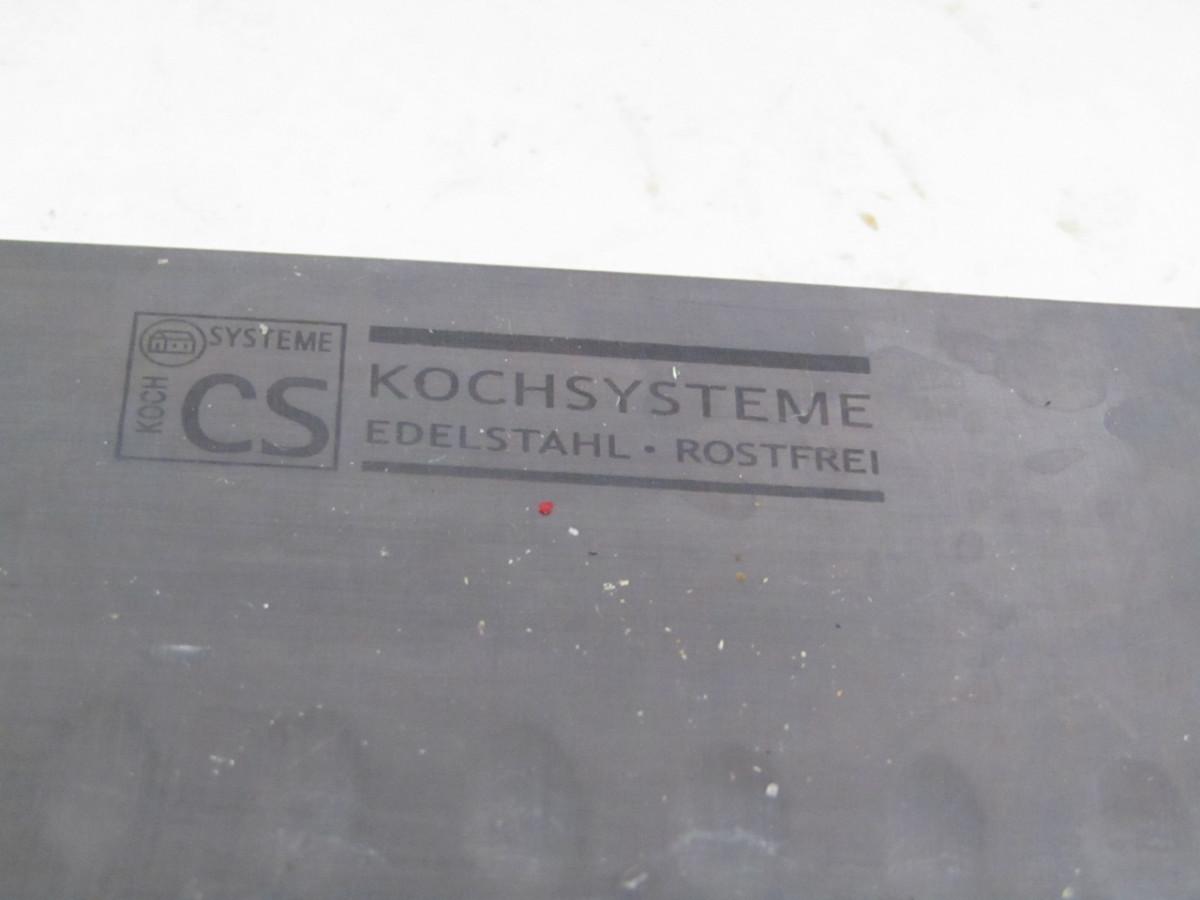 SYSTEME
KOCH
CS
KOCHSYSTEME
EDELSTAHL • ROSTFREI